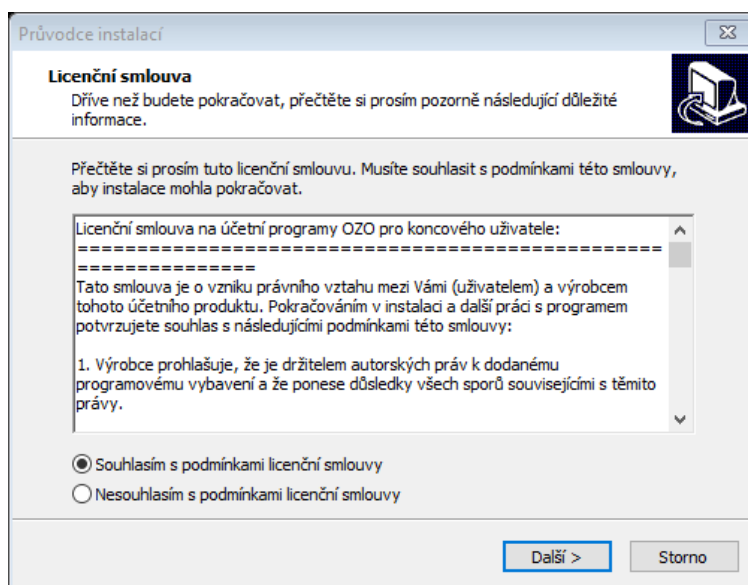 Průvodce instalací
Licenční smlouva
Dříve než budete pokračovat, přečtěte si prosím pozorně následující důležité
informace.
Přečtěte si prosím tuto licenční smlouvu. Musíte souhlasit s podmínkami této smlouvy,
aby instalace mohla pokračovat.
Licenční smlouva na účetní programy OZO pro koncového uživatele:
==================================================
===============
Tato smlouva je o vzniku právního vztahu mezi Vámi (uživatelem) a výrobcem
tohoto účetního produktu. Pokračováním v instalaci a další práci s programem
potvrzujete souhlas s následujícími podmínkami této smlouvy:
1. Výrobce prohlašuje, že je držitelem autorských práv k dodanému
programovému vybavení a že ponese důsledky všech sporů souvisejícími s těmito
právy.
Souhlasím s podmínkami licenční smlouvy
Nesouhlasím s podmínkami licenční smlouvy
Další >
Storno